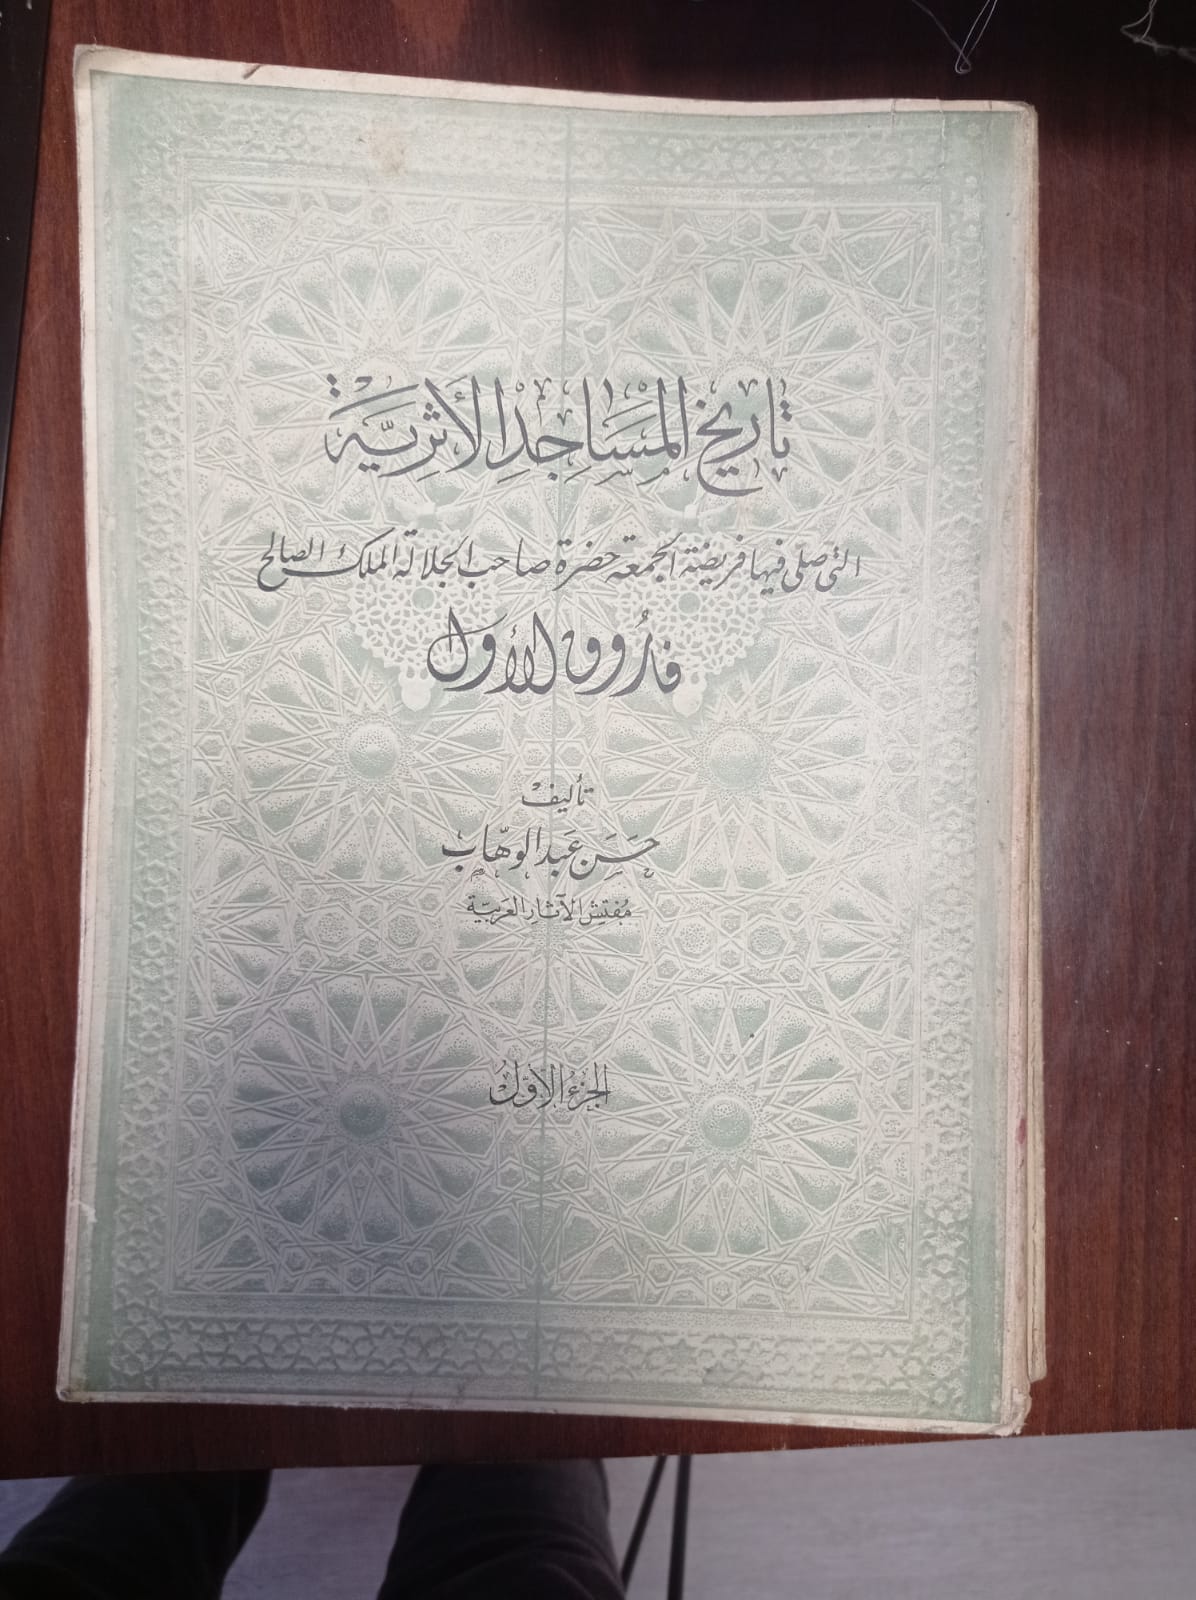 تاريخ المساجد الأثرية
التى صلى فيها فريضة الجمعة حضرة صاحب الجلالة الملك الصالح
فاروق الأول
تأليف
حسن عبد الوهاب
مفتش الآثار العربية
الجزء الأول